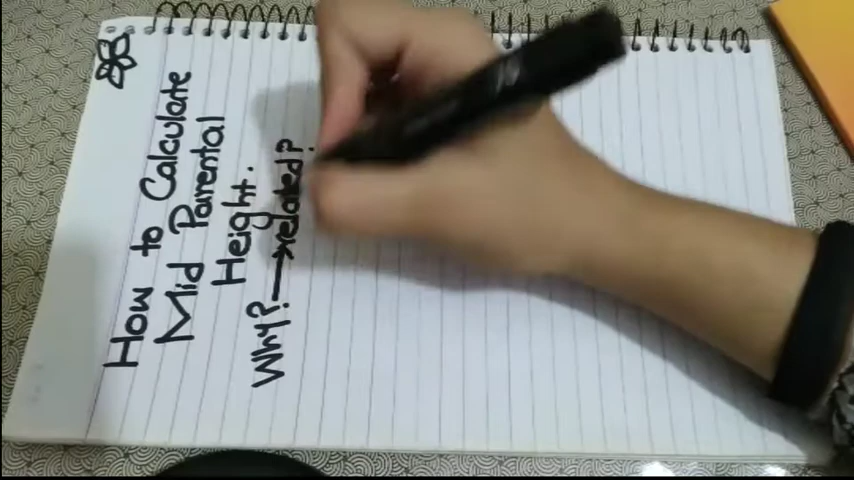 How to Calculate
Mid Parental
Height.
Why?→related?